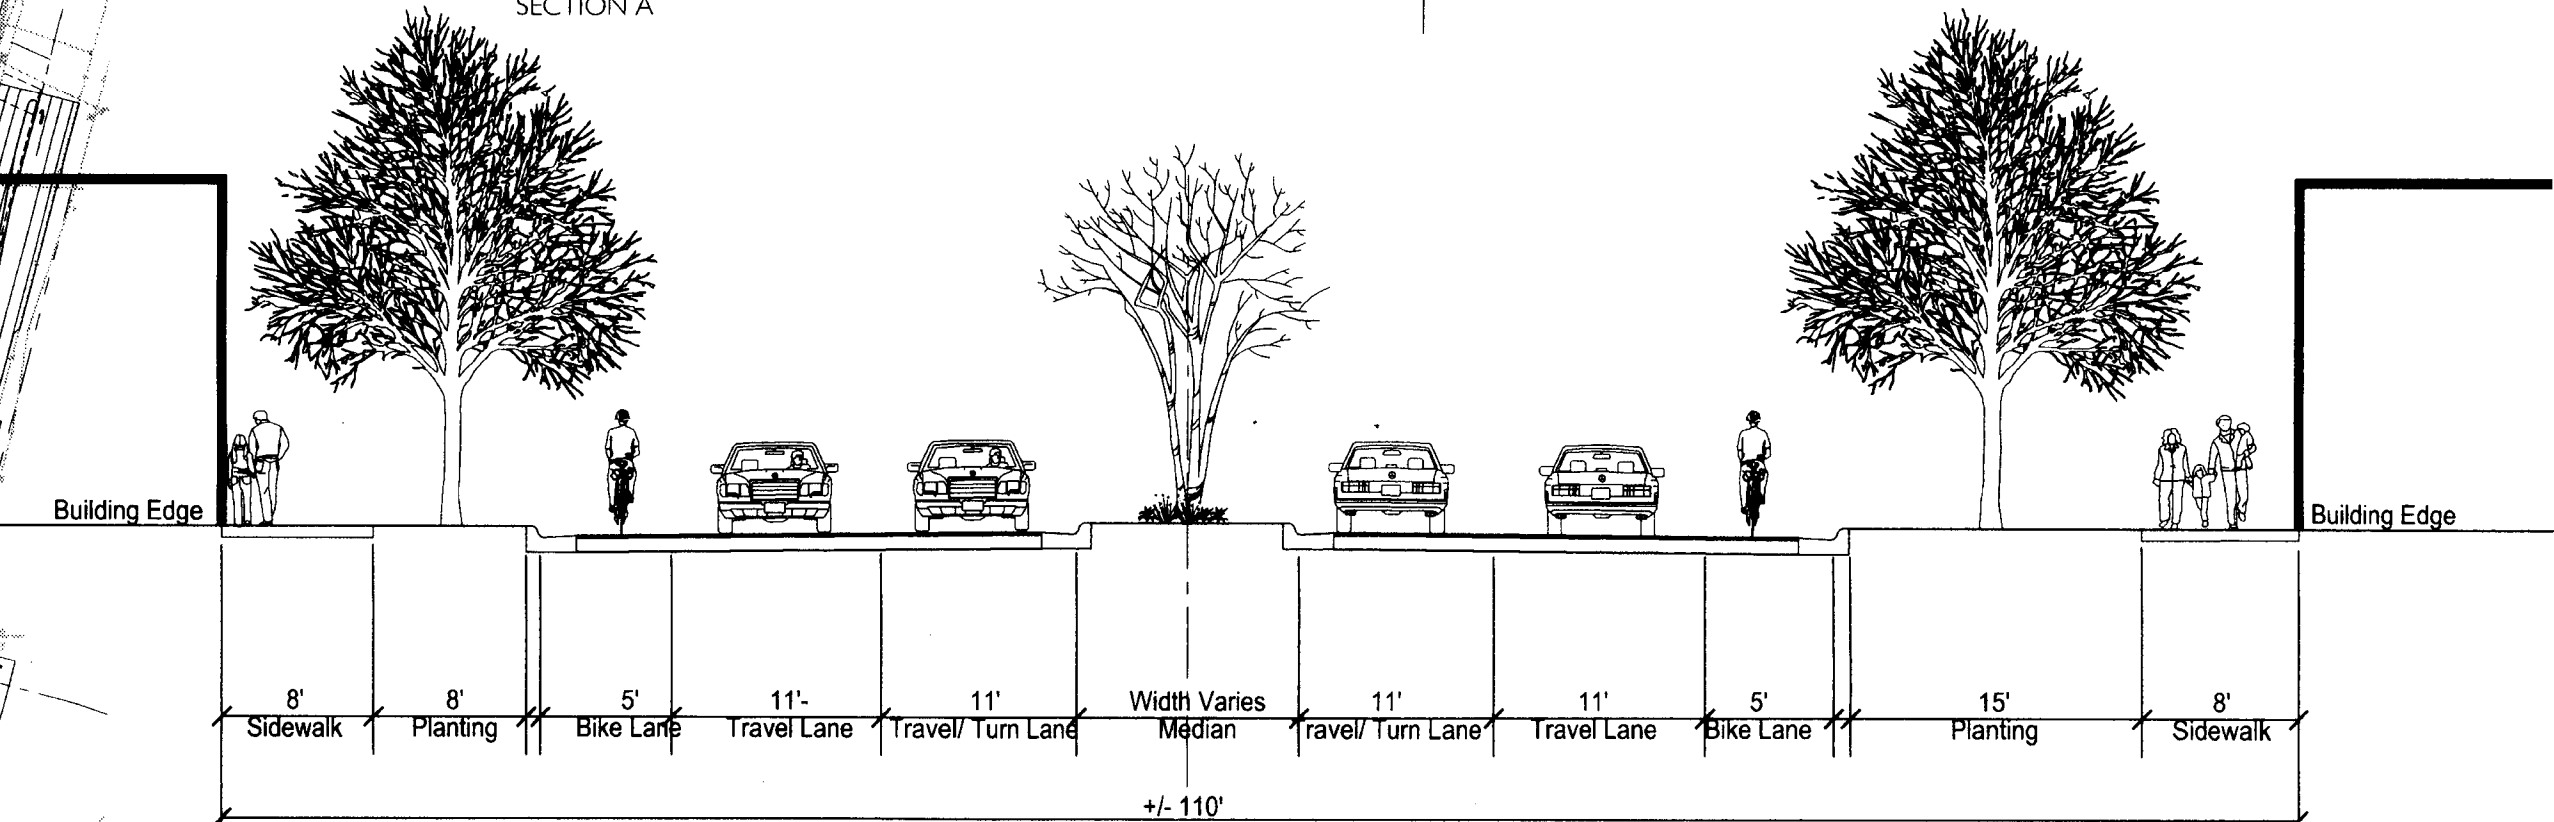 SECTION A
Building Edge
Building Edge
8'
8'
5'
11'-
11'
Width Varies
11'
11'
5'
15'
8'
Sidewalk
Planting
Bike Lane
Travel Lane
Travel/ Turn Lane
Median
ravel/ Turn Lane
Travel Lane
Bike Lane
Planting
Sidewalk
+/- 110'